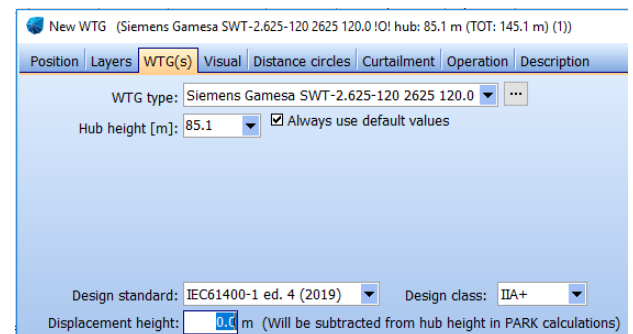 New WTG (Siemens Gamesa SWT-2.625-120 2625 120.0 !O! hub: 85.1 m (TOT: 145.1 m) (1))
Position Layers WTG(s) Visual Distance circles Curtailment Operation Description
WTG type: Siemens Gamesa SWT-2.625-120 2625 120.0 ...
Hub height [m]: 85.1 Always use default values
Design standard: IEC61400-1 ed. 4 (2019) Design class: IIA+
Displacement height: 0.0 m (Will be subtracted from hub height in PARK calculations)